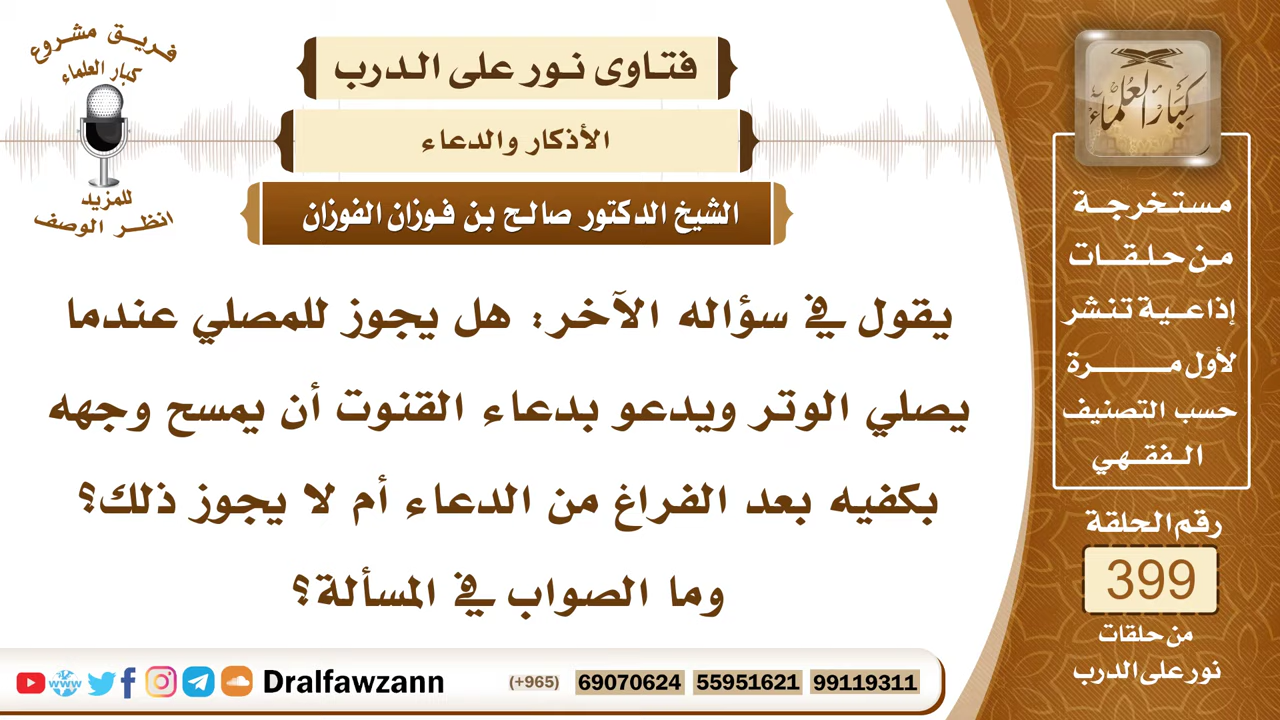 فريق مشروع
كبار العلماء
للمزيد
انظر الوصف
فتاوى نور على الدرب
الأذكار والدعاء
الشيخ الدكتور صالح بن فوزان الفوزان
يقول في سؤاله الآخر: هل يجوز للمصلي عندما
يصلي الوتر ويدعو بدعاء القنوت أن يمسح وجهه
بكفيه بعد الفراغ من الدعاء أم لا يجوز ذلك؟
وما الصواب في المسألة؟
كبار العلماء
مستخرجة
من حلقات
إذاعية تنشر
لأول مرة
حسب التصنيف
الفقهي
رقم الحلقة
399
من حلقات
نور على الدرب
www Dralfawzann (+965) 69070624 55951621 99119311